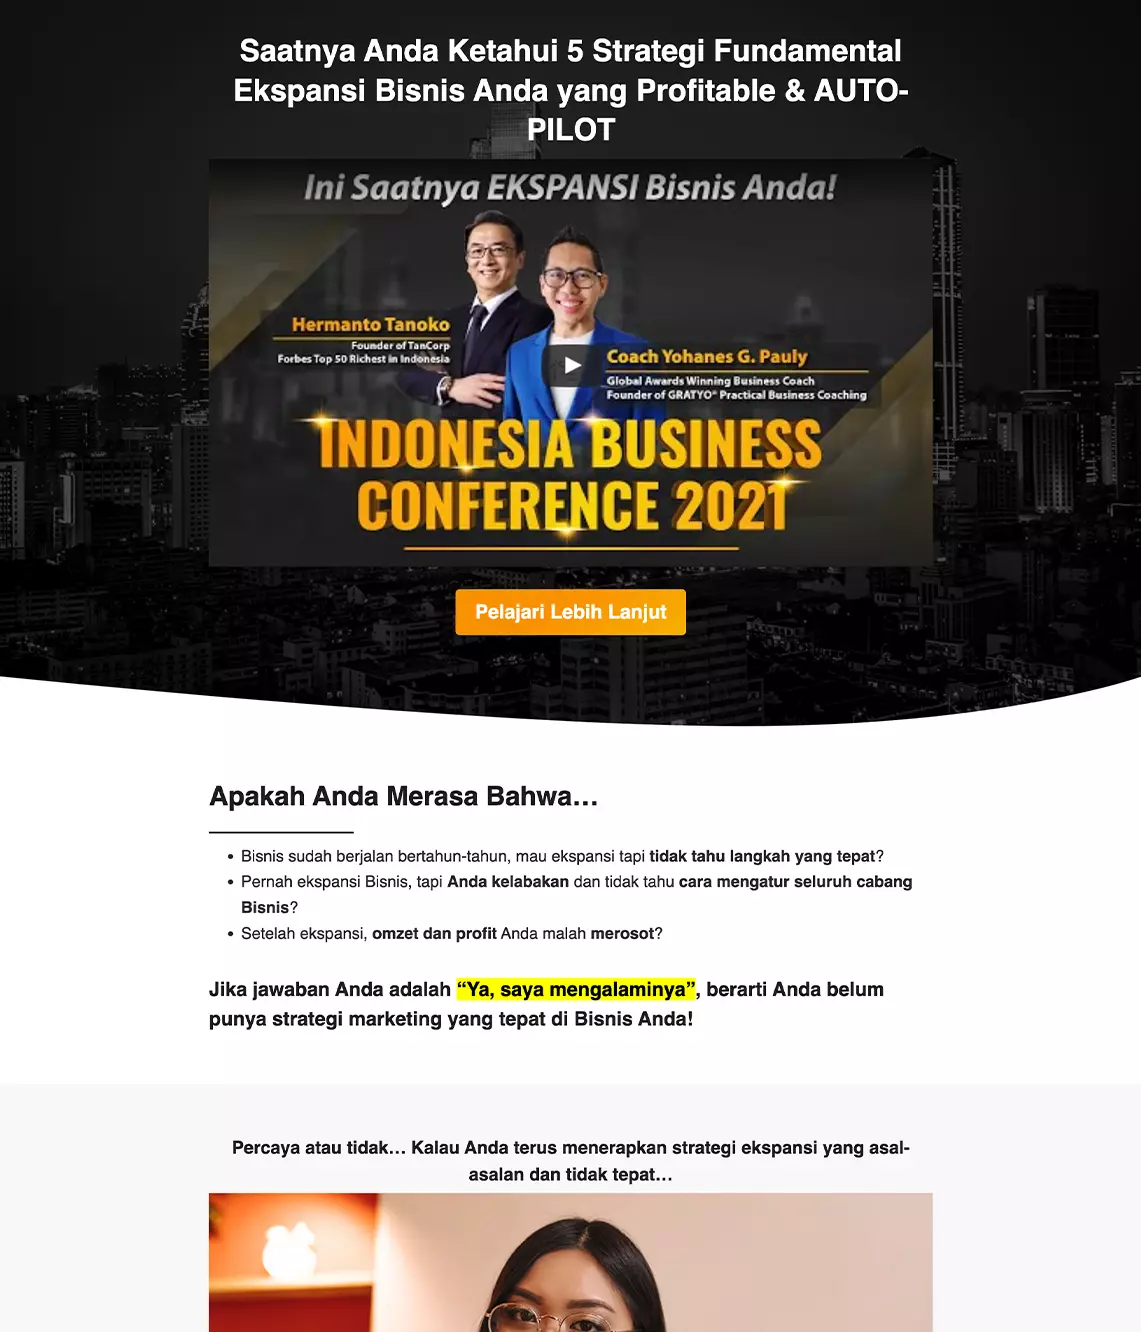 Saatnya Anda Ketahui 5 Strategi Fundamental
Ekspansi Bisnis Anda yang Profitable & AUTO-
PILOT
Ini Saatnya EKSPANSI Bisnis Anda!
Hermanto Tanoko
Founder of TanCorp
Forbes Top 50 Richest in Indonesia
Coach Yohanes G. Pauly
Global Awards Winning Business Coach
Founder of GRATYO® Practical Business Coaching
INDONESIA BUSINESS
CONFERENCE 2021
Pelajari Lebih Lanjut
Apakah Anda Merasa Bahwa...
• Bisnis sudah berjalan bertahun-tahun, mau ekspansi tapi tidak tahu langkah yang tepat?
• Pernah ekspansi Bisnis, tapi Anda kelabakan dan tidak tahu cara mengatur seluruh cabang
Bisnis?
• Setelah ekspansi, omzet dan profit Anda malah merosot?
Jika jawaban Anda adalah “Ya, saya mengalaminya”, berarti Anda belum
punya strategi marketing yang tepat di Bisnis Anda!
Percaya atau tidak... Kalau Anda terus menerapkan strategi ekspansi yang asal-
asalan dan tidak tepat...